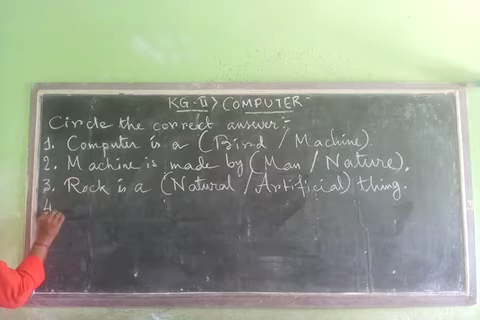 KG-II > COMPUTER-
Circle the correct answer:-
1. Computer is a (Bird / Machine).
2. Machine is made by (Man / Nature).
3. Rock is a (Natural / Artificial) thing.
4